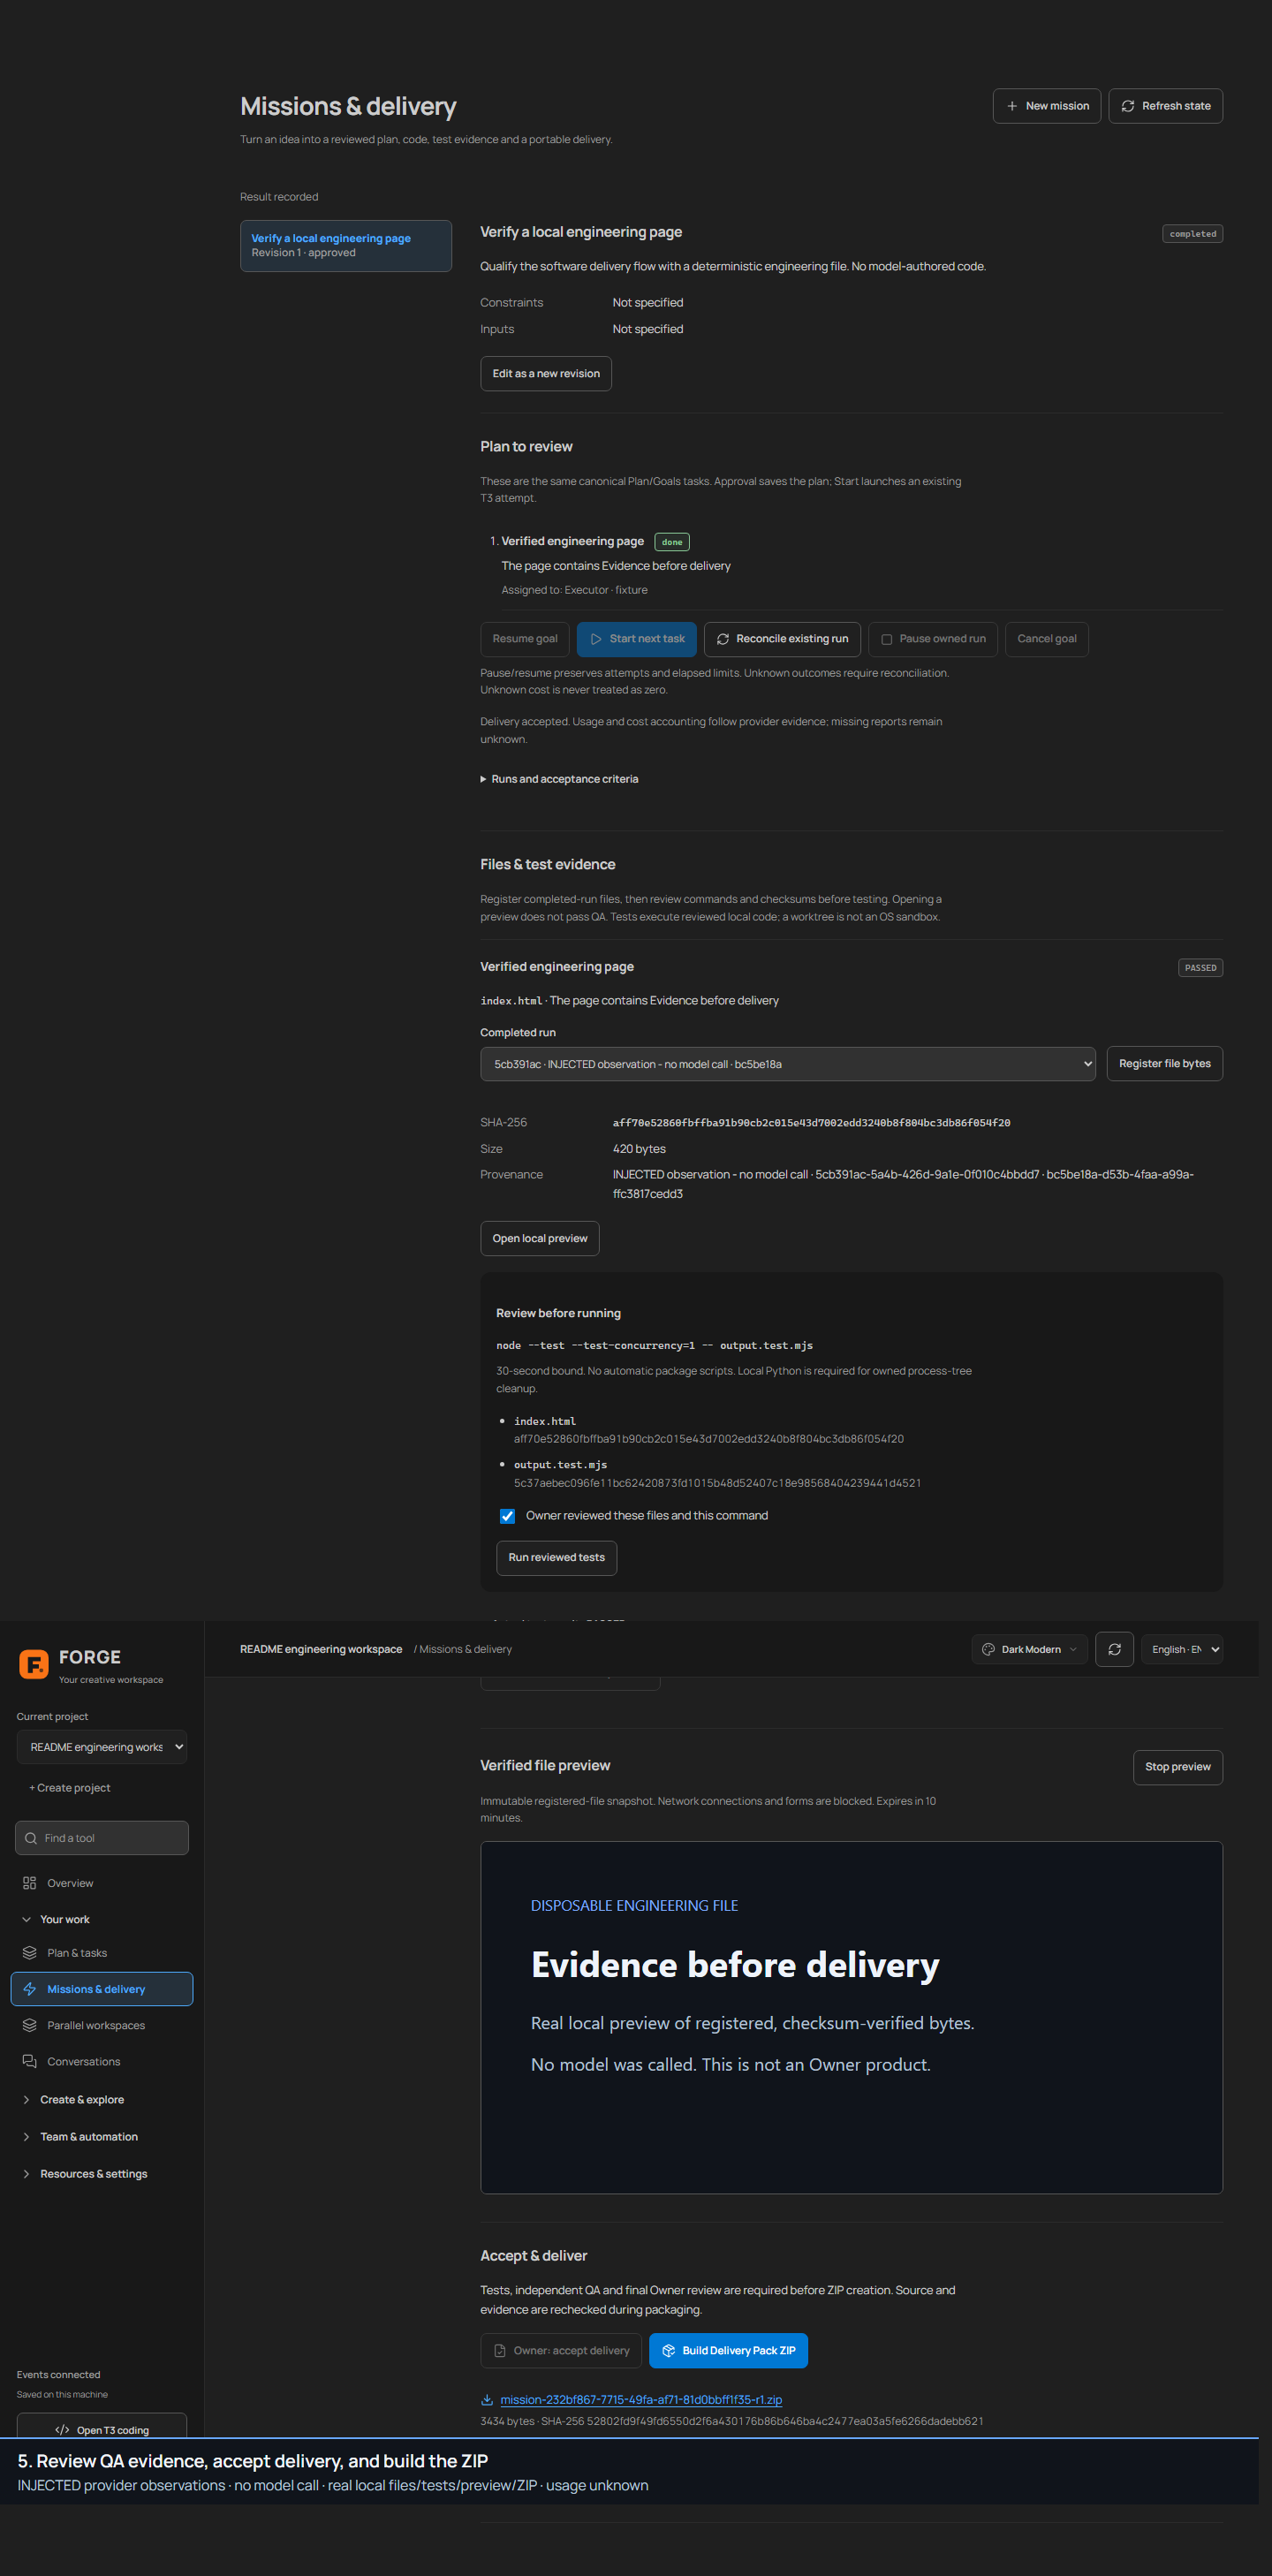 Missions & delivery
New mission
Refresh state
Turn an idea into a reviewed plan, code, test evidence and a portable delivery.
Result recorded
Verify a local engineering page
Revision 1 · approved
Verify a local engineering page
completed
Qualify the software delivery flow with a deterministic engineering file. No model-authored code.
Constraints Not specified
Inputs Not specified
Edit as a new revision
Plan to review
These are the same canonical Plan/Goals tasks. Approval saves the plan; Start launches an existing
T3 attempt.
1. Verified engineering page done
The page contains Evidence before delivery
Assigned to: Executor · fixture
Resume goal
Start next task
Reconcile existing run
Pause owned run
Cancel goal
Pause/resume preserves attempts and elapsed limits. Unknown outcomes require reconciliation.
Unknown cost is never treated as zero.
Delivery accepted. Usage and cost accounting follow provider evidence; missing reports remain
unknown.
Runs and acceptance criteria
Files & test evidence
Register completed-run files, then review commands and checksums before testing. Opening a
preview does not pass QA. Tests execute reviewed local code; a worktree is not an OS sandbox.
Verified engineering page
PASSED
index.html · The page contains Evidence before delivery
Completed run
5cb391ac · INJECTED observation - no model call · bc5be18a
Register file bytes
SHA-256 aff70e52860fbffba91b90cb2c015e43d7002edd3240b8f804bc3db86f054f20
Size 420 bytes
Provenance INJECTED observation - no model call · 5cb391ac-5a4b-426d-9a1e-0f010c4bbdd7 · bc5be18a-d53b-4faa-a99a-
ffc3817cedd3
Open local preview
Review before running
node --test --test-concurrency=1 -- output.test.mjs
30-second bound. No automatic package scripts. Local Python is required for owned process-tree
cleanup.
index.html
aff70e52860fbffba91b90cb2c015e43d7002edd3240b8f804bc3db86f054f20
output.test.mjs
5c37aebec096fe11bc62420873fd1015b48d52407c18e98568404239441d4521
Owner reviewed these files and this command
Run reviewed tests
FORGE
Your creative workspace
README engineering workspace / Missions & delivery
Dark Modern
English · EN
Current project
README engineering works
+ Create project
Find a tool
Overview
Your work
Plan & tasks
Missions & delivery
Parallel workspaces
Conversations
Create & explore
Team & automation
Resources & settings
Events connected
Saved on this machine
Open T3 coding
Verified file preview
Stop preview
Immutable registered-file snapshot. Network connections and forms are blocked. Expires in 10
minutes.
DISPOSABLE ENGINEERING FILE
Evidence before delivery
Real local preview of registered, checksum-verified bytes.
No model was called. This is not an Owner product.
Accept & deliver
Tests, independent QA and final Owner review are required before ZIP creation. Source and
evidence are rechecked during packaging.
Owner: accept delivery
Build Delivery Pack ZIP
mission-232bf867-7715-49fa-af71-81d0bbff1f35-r1.zip
3434 bytes · SHA-256 52802fd9f49fd6550d2f6a430176b86b646ba4c2477ea03a5fe6266dadebb621
5. Review QA evidence, accept delivery, and build the ZIP
INJECTED provider observations · no model call · real local files/tests/preview/ZIP · usage unknown